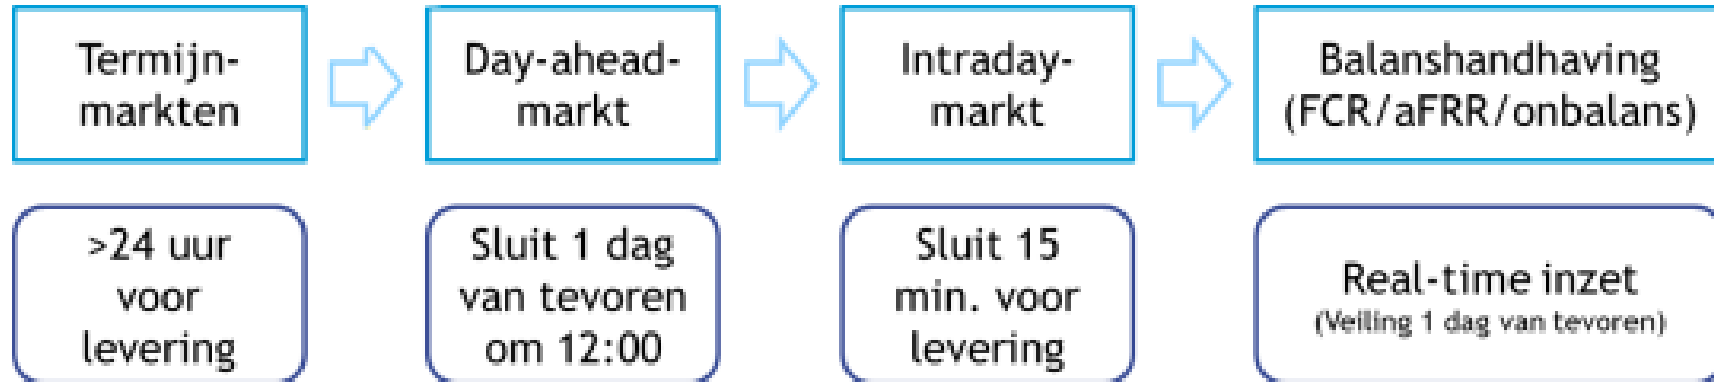 Termijn-
markten
Day-ahead-
markt
Intraday-
markt
Balanshandhaving
(FCR/aFRR/onbalans)
>24 uur
voor
levering
Sluit 1 dag
van tevoren
om 12:00
Sluit 15
min. voor
levering
Real-time inzet
(Veiling 1 dag van tevoren)